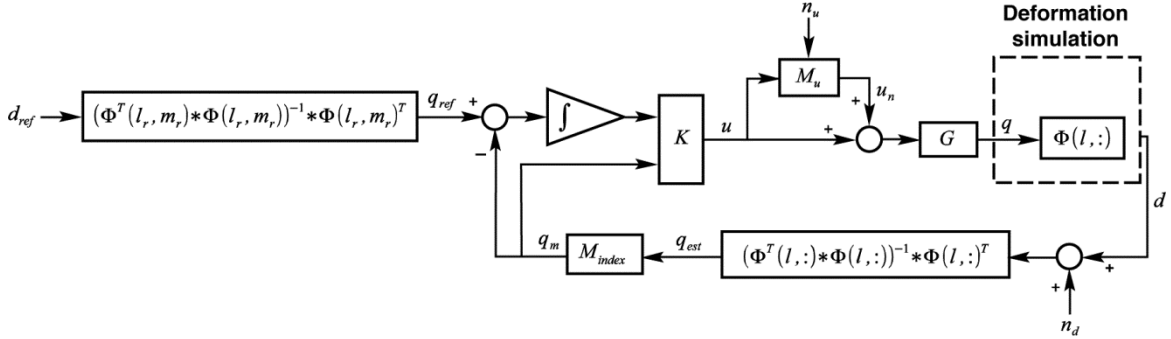 n_u
Deformation
simulation
M_u
u_n
+
d_ref
(Φ^T(l_r, m_r)*Φ(l_r, m_r))^{-1}*Φ(l_r, m_r)^T
q_ref
+
−
∫
K
u
+
G
q
Φ(l,:)
d
q_m
M_index
q_est
(Φ^T(l,:)*Φ(l,:))^{-1}*Φ(l,:)^T
+
+
n_d